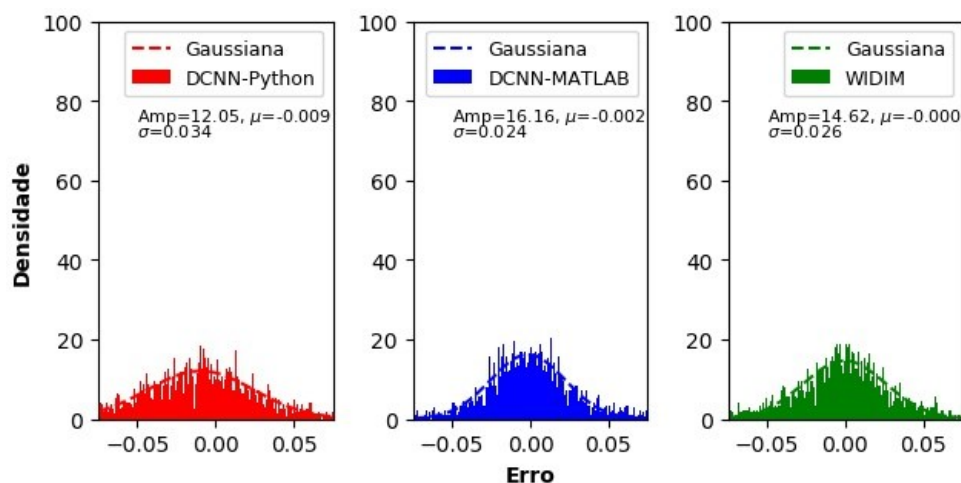 100
80
60
40
20
0
Densidade
Gaussiana
DCNN-Python
Amp=12.05, μ=-0.009
σ=0.034
−0.05 0.00 0.05
100
80
60
40
20
0
Gaussiana
DCNN-MATLAB
Amp=16.16, μ=-0.002
σ=0.024
−0.05 0.00 0.05
Erro
100
80
60
40
20
0
Gaussiana
WIDIM
Amp=14.62, μ=-0.000
σ=0.026
−0.05 0.00 0.05